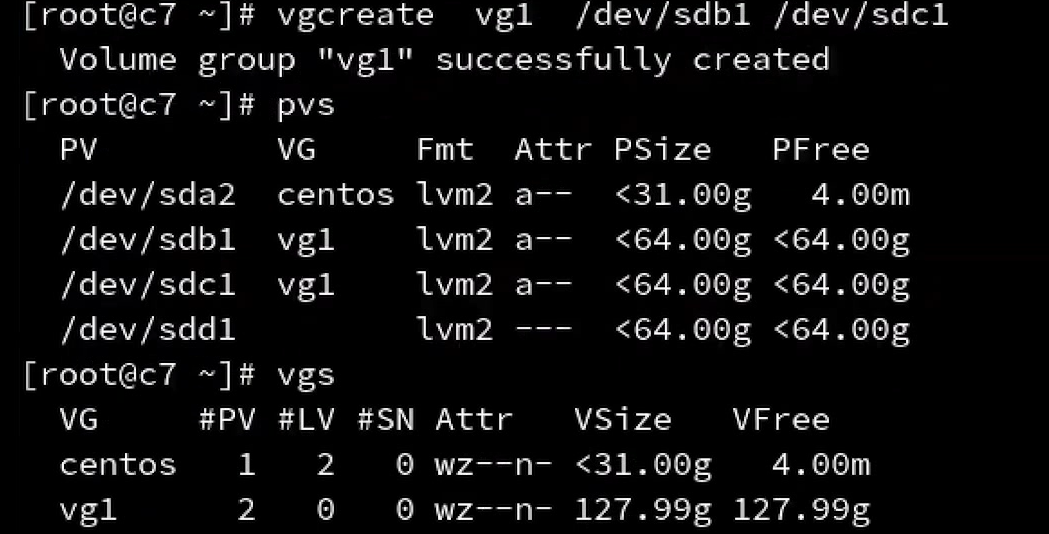 [root@c7 ~]# vgcreate  vg1  /dev/sdb1 /dev/sdc1
  Volume group "vg1" successfully created
[root@c7 ~]# pvs
  PV         VG     Fmt  Attr PSize   PFree
  /dev/sda2  centos lvm2 a--  <31.00g   4.00m
  /dev/sdb1  vg1    lvm2 a--  <64.00g <64.00g
  /dev/sdc1  vg1    lvm2 a--  <64.00g <64.00g
  /dev/sdd1         lvm2 ---  <64.00g <64.00g
[root@c7 ~]# vgs
  VG     #PV #LV #SN Attr   VSize   VFree
  centos   1   2   0 wz--n- <31.00g   4.00m
  vg1      2   0   0 wz--n- 127.99g 127.99g